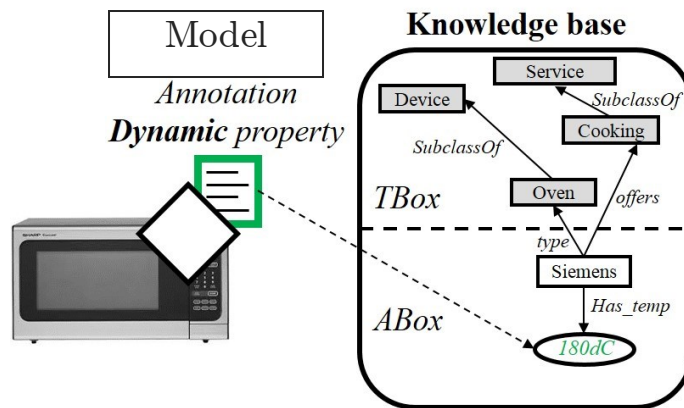 Model
Annotation
Dynamic property
Knowledge base
Service
Device
SubclassOf
Cooking
SubclassOf
Oven
offers
TBox
type
Siemens
Has_temp
ABox
180dC
SHARP